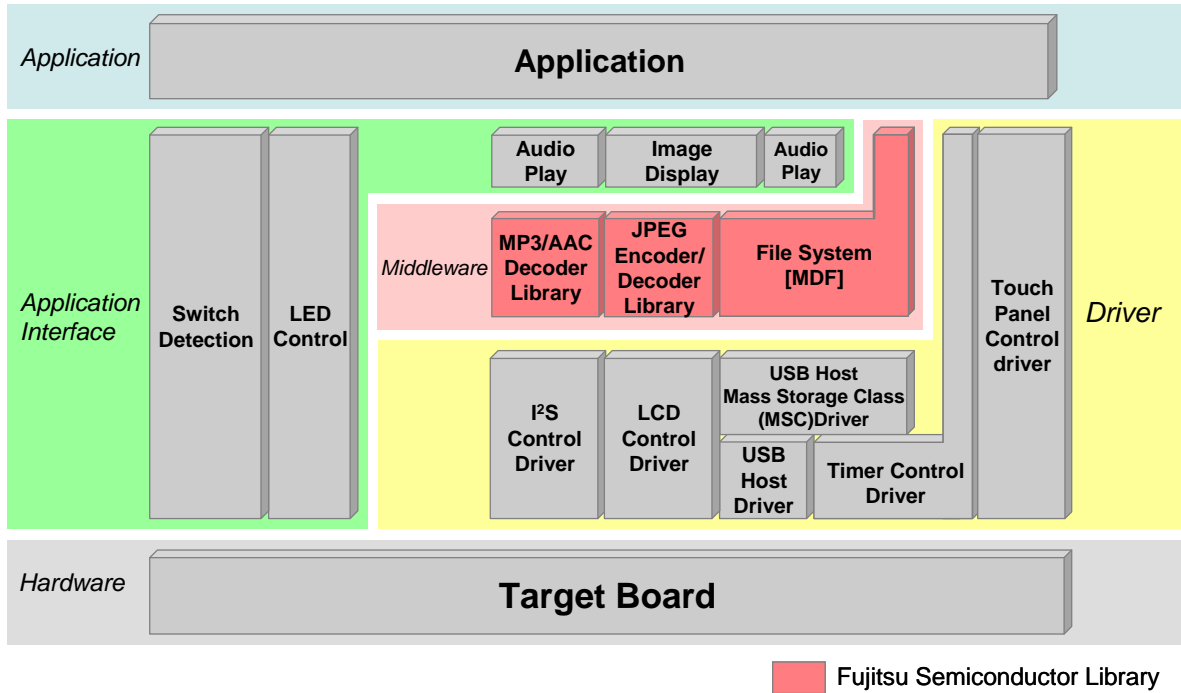 Application
Application
Application
Interface
Switch
Detection
LED
Control
Audio
Play
Image
Display
Audio
Play
Middleware
MP3/AAC
Decoder
Library
JPEG
Encoder/
Decoder
Library
File System
[MDF]
Touch
Panel
Control
driver
Driver
I²S
Control
Driver
LCD
Control
Driver
USB Host
Mass Storage Class
(MSC)Driver
USB
Host
Driver
Timer Control
Driver
Hardware
Target Board
Fujitsu Semiconductor Library